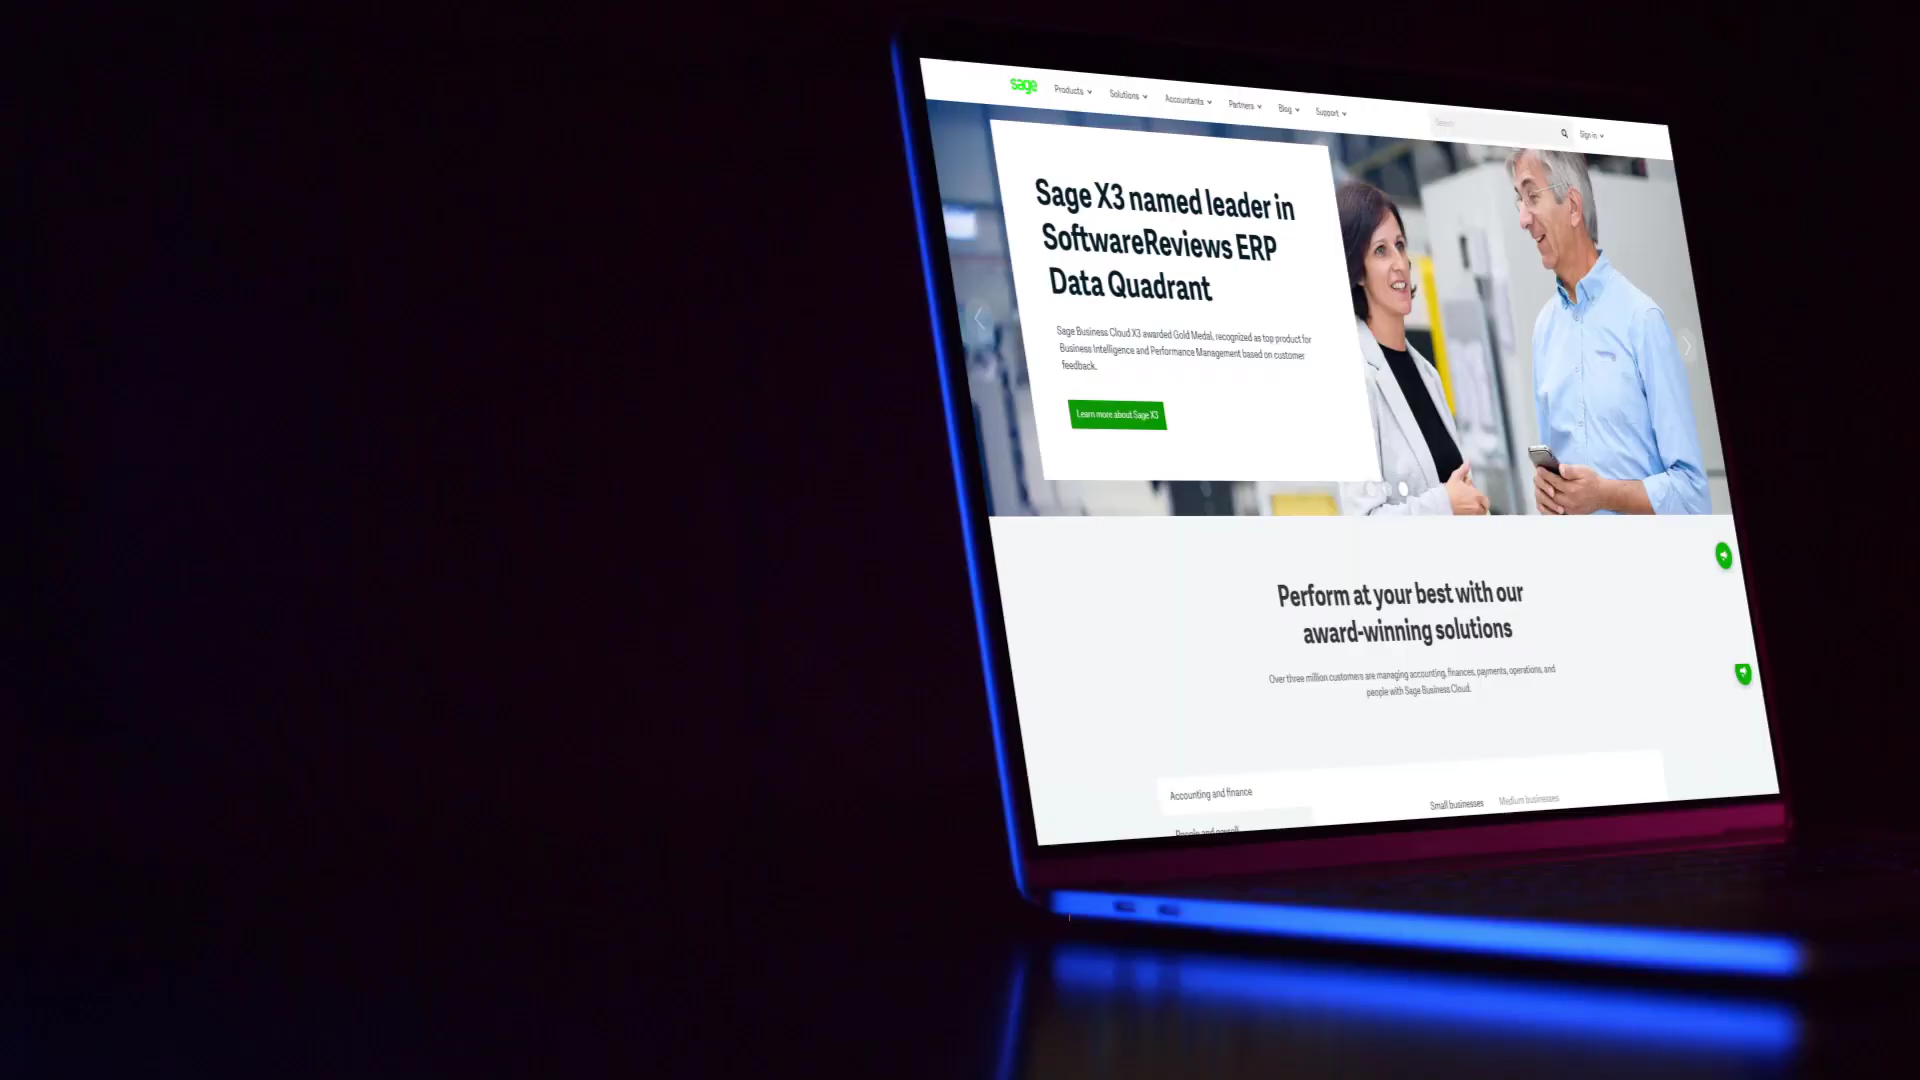 sage
Products
Solutions
Accountants
Partners
Blog
Support
Search
Sign in
Sage X3 named leader in
SoftwareReviews ERP
Data Quadrant
Sage Business Cloud X3 awarded Gold Medal, recognized as top product for
Business Intelligence and Performance Management based on customer
feedback.
Learn more about Sage X3
Perform at your best with our
award-winning solutions
Over three million customers are managing accounting, finances, payments, operations, and
people with Sage Business Cloud.
Accounting and finance
Small businesses Medium businesses
People and payroll